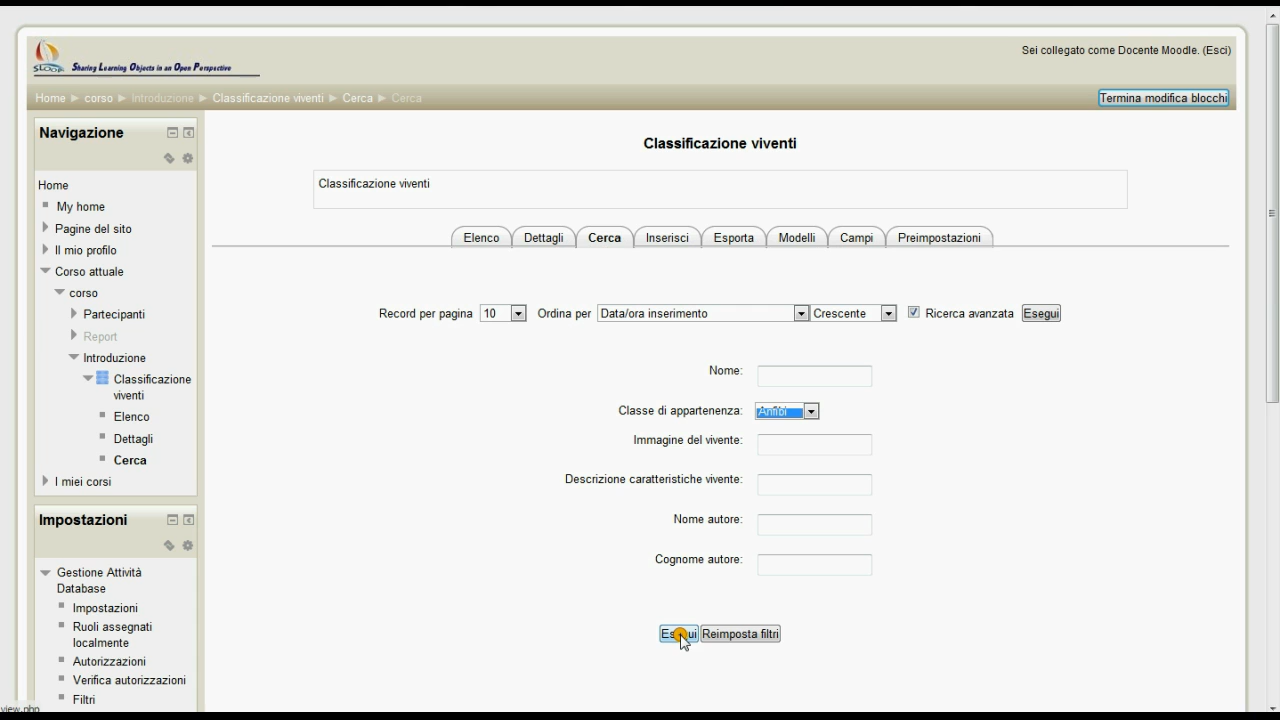 Sei collegato come Docente Moodle. (Esci)
SLOOP Sharing Learning Objects in an Open Perspective
Home ► corso ► Introduzione ► Classificazione viventi ► Cerca ► Cerca
Termina modifica blocchi
Navigazione
Home
My home
Pagine del sito
Il mio profilo
Corso attuale
corso
Partecipanti
Report
Introduzione
Classificazione
viventi
Elenco
Dettagli
Cerca
I miei corsi
Impostazioni
Gestione Attività
Database
Impostazioni
Ruoli assegnati
localmente
Autorizzazioni
Verifica autorizzazioni
Filtri
Classificazione viventi
Classificazione viventi
Elenco Dettagli Cerca Inserisci Esporta Modelli Campi Preimpostazioni
Record per pagina 10 Ordina per Data/ora inserimento Crescente Ricerca avanzata Esegui
Nome:
Classe di appartenenza: Anfibi
Immagine del vivente:
Descrizione caratteristiche vivente:
Nome autore:
Cognome autore:
Esegui Reimposta filtri
view.php